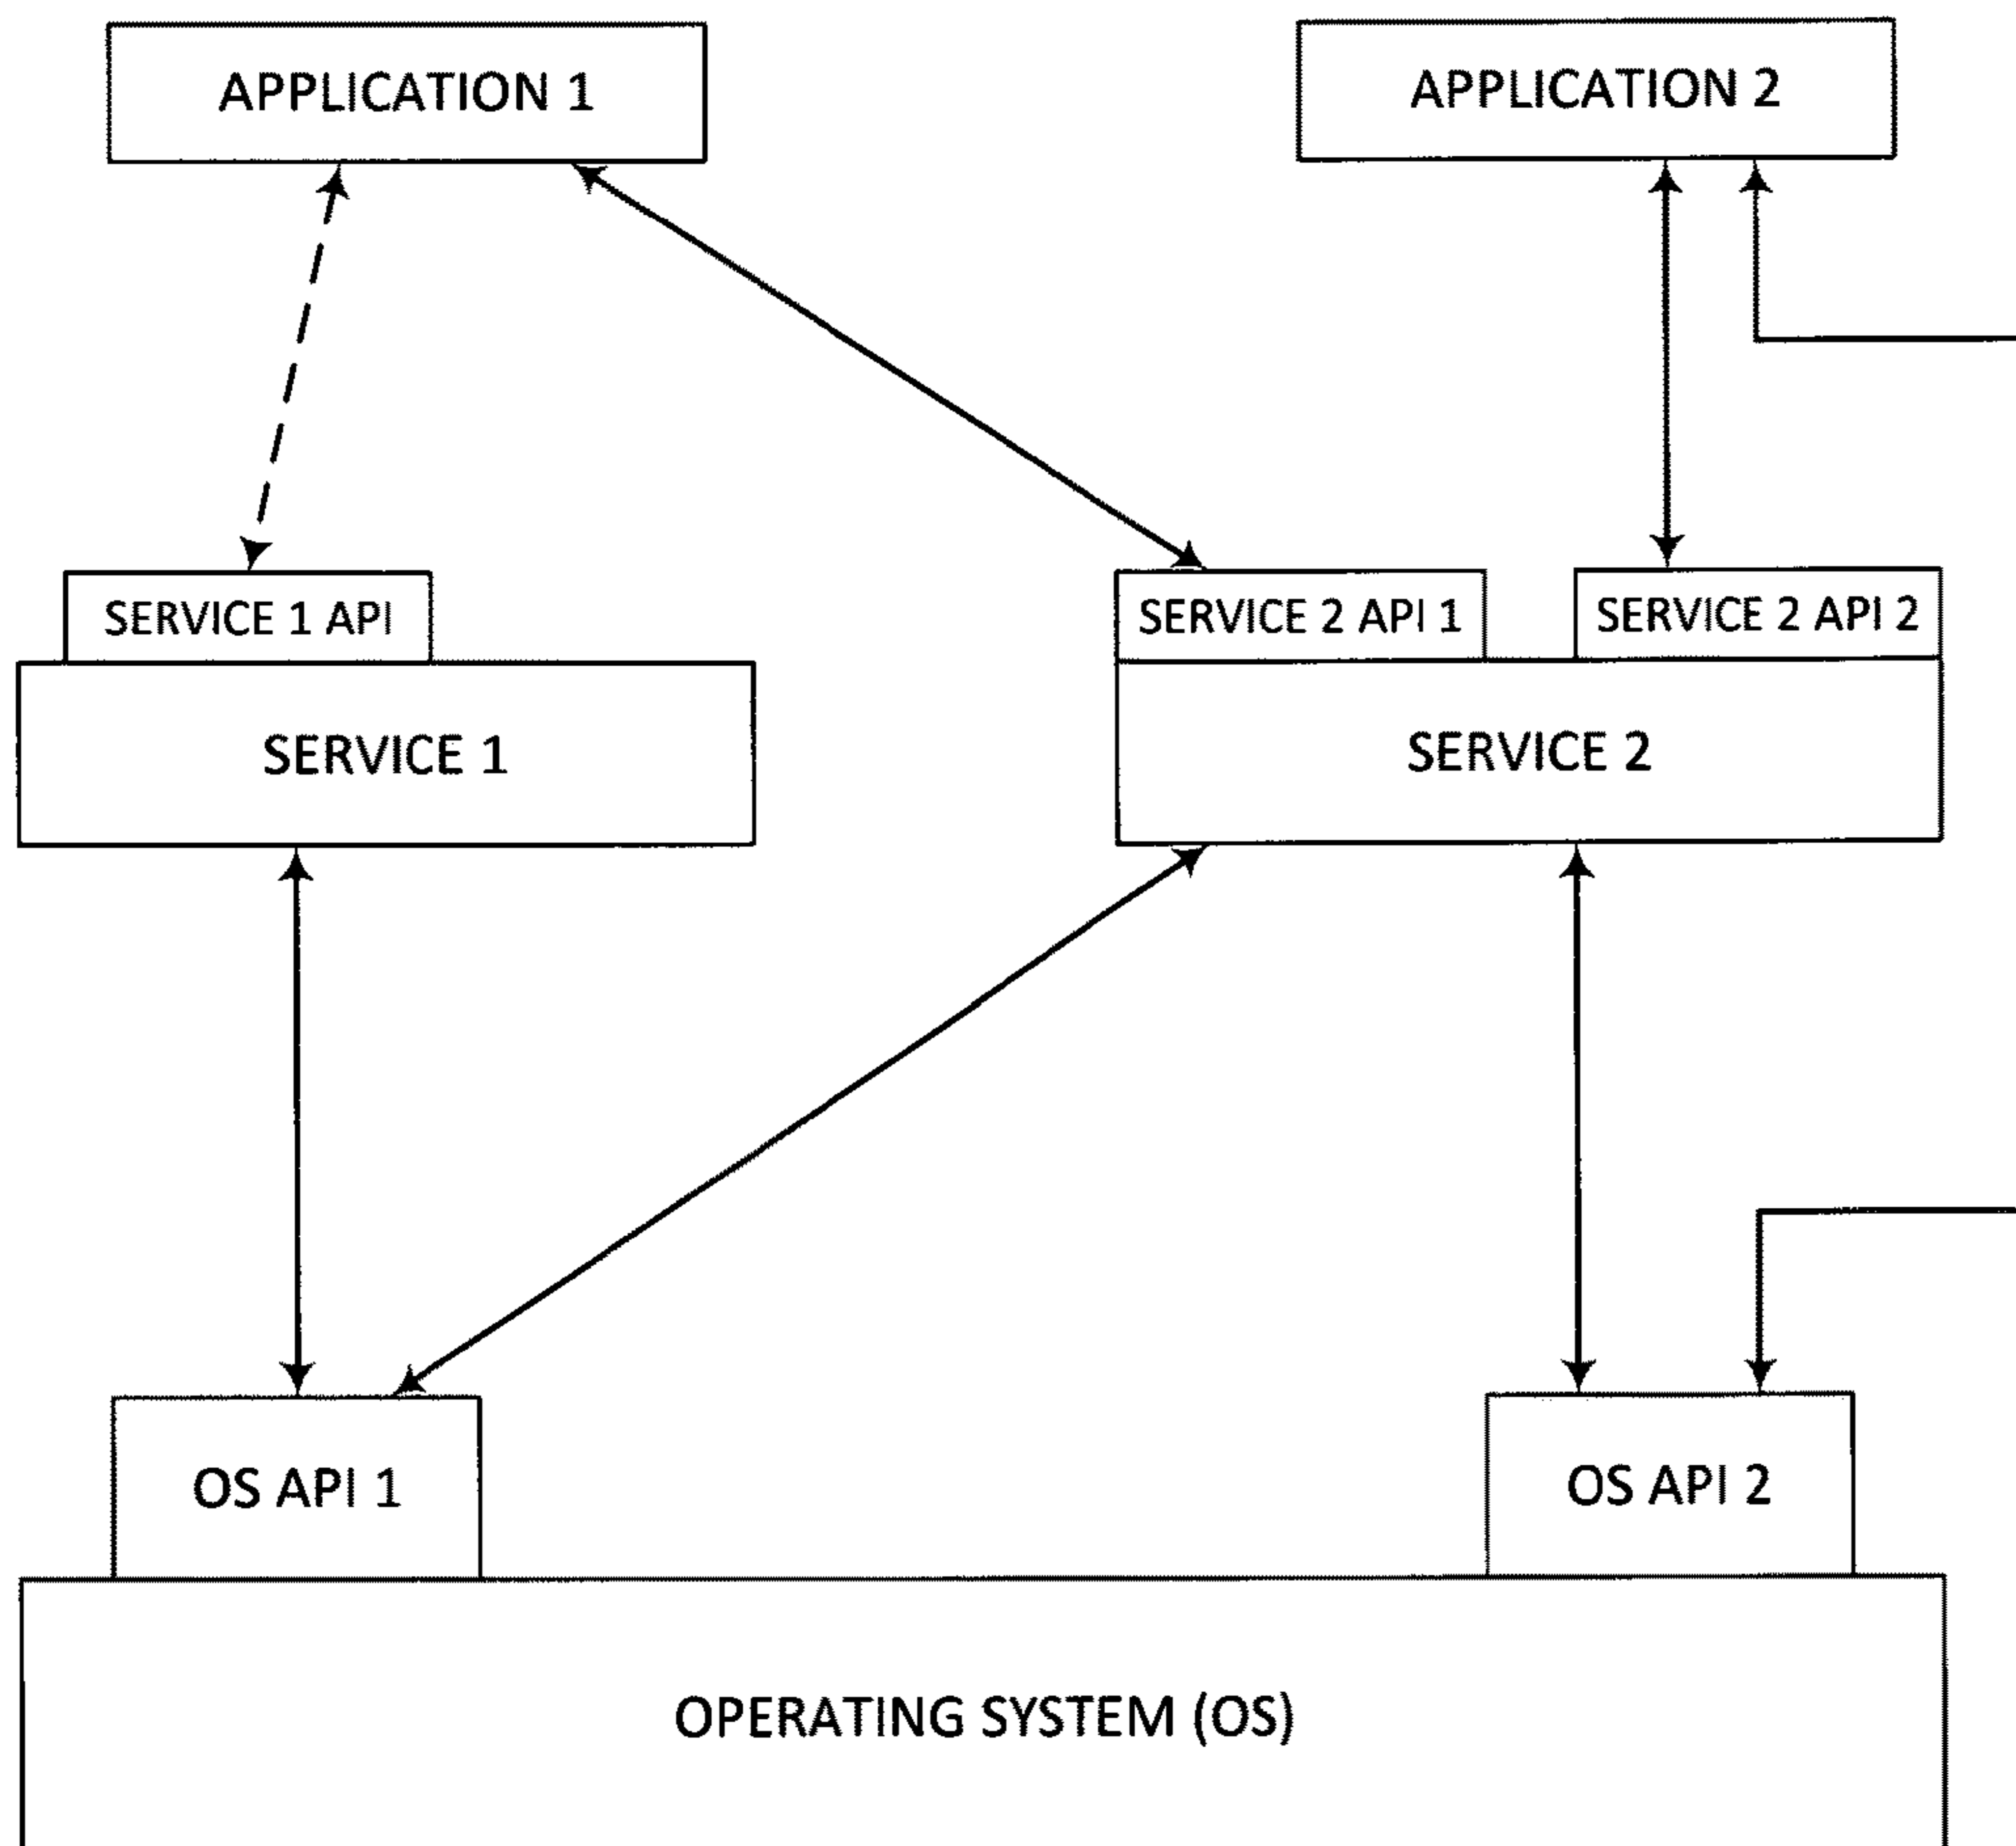 APPLICATION 1
APPLICATION 2
SERVICE 1 API
SERVICE 2 API 1
SERVICE 2 API 2
SERVICE 1
SERVICE 2
OS API 1
OS API 2
OPERATING SYSTEM (OS)